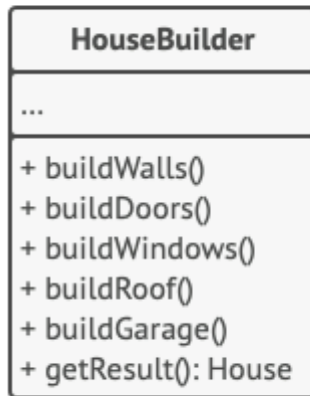 HouseBuilder
...
+ buildWalls()
+ buildDoors()
+ buildWindows()
+ buildRoof()
+ buildGarage()
+ getResult(): House